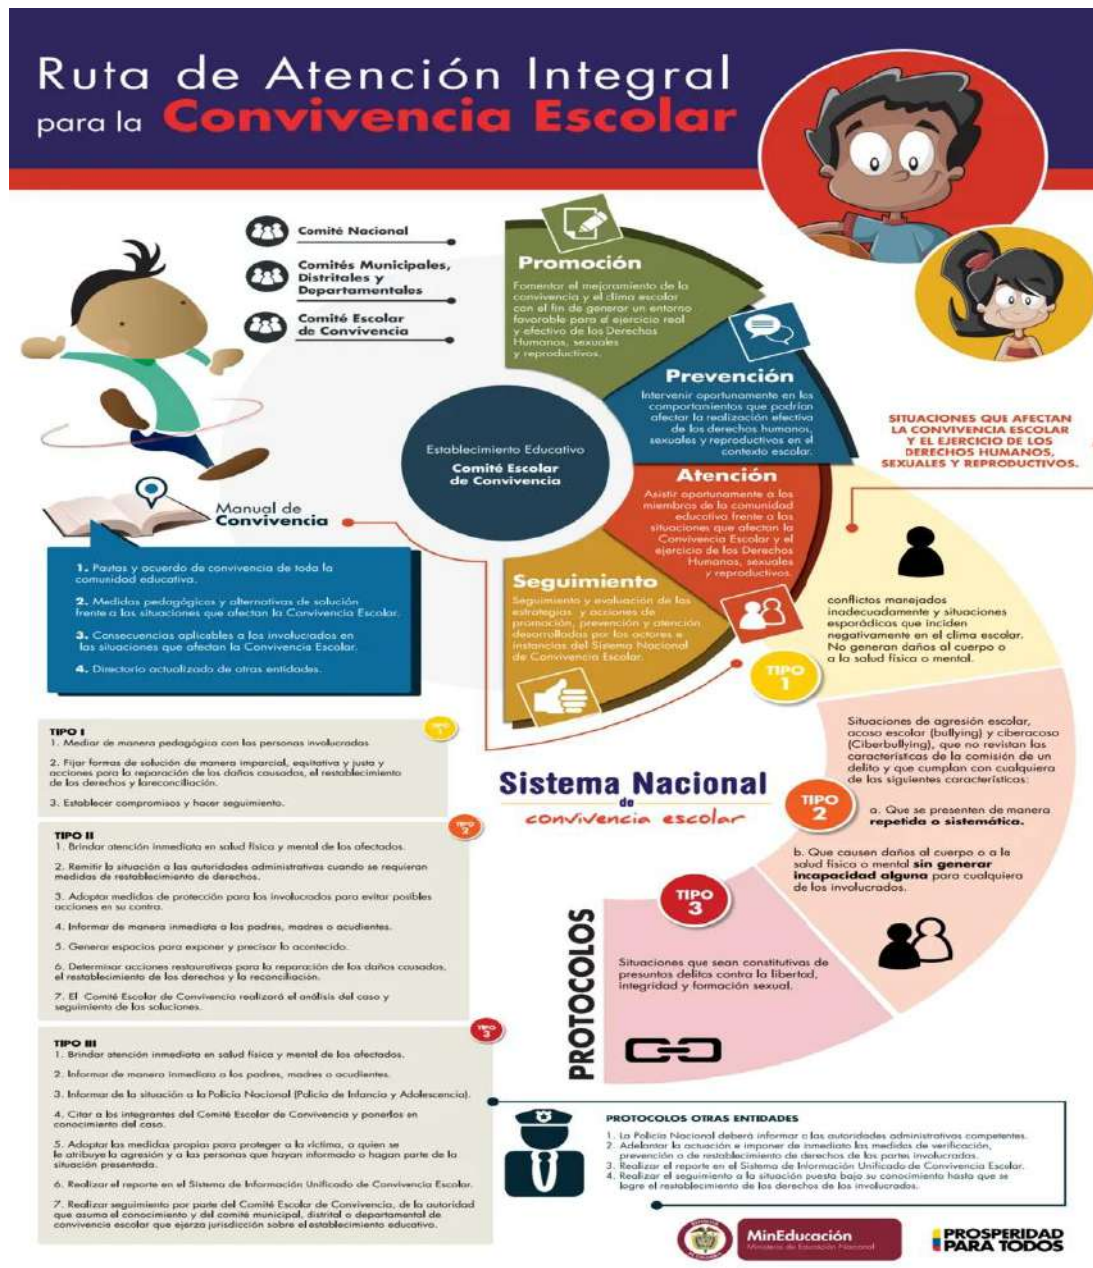 Ruta de Atención Integral
para la Convivencia Escolar
Comité Nacional
Comités Municipales,
Distritales y
Departamentales
Comité Escolar
de Convivencia
Promoción
Fomentar el mejoramiento de la
convivencia y el clima escolar
con el fin de generar un entorno
favorable para el ejercicio real
y efectivo de los Derechos
Humanos, sexuales
y reproductivos.
Prevención
Intervenir oportunamente en los
comportamientos que podrían
afectar la realización efectiva
de los derechos humanos,
sexuales y reproductivos en el
contexto escolar.
SITUACIONES QUE AFECTAN
LA CONVIVENCIA ESCOLAR
Y EL EJERCICIO DE LOS
DERECHOS HUMANOS,
SEXUALES Y REPRODUCTIVOS.
Establecimiento Educativo
Comité Escolar
de Convivencia
Atención
Asistir oportunamente a los
miembros de la comunidad
educativa frente a las
situaciones que afectan la
Convivencia Escolar y el
ejercicio de los Derechos
Humanos, sexuales
y reproductivos.
Seguimiento
Seguimiento y evaluación de las
estrategias y acciones de
promoción, prevención y atención
desarrolladas por los actores e
instancias del Sistema Nacional
de Convivencia Escolar.
Manual de
Convivencia
1. Pautas y acuerdo de convivencia de toda la
comunidad educativa.
2. Medidas pedagógicas y alternativas de solución
frente a las situaciones que afectan la Convivencia Escolar.
3. Consecuencias aplicables a los involucrados en
las situaciones que afectan la Convivencia Escolar.
4. Directorio actualizado de otras entidades.
TIPO
1
conflictos manejados
inadecuadamente y situaciones
esporádicas que inciden
negativamente en el clima escolar.
No generan daños al cuerpo o
a la salud física o mental.
TIPO
2
Situaciones de agresión escolar,
acoso escolar (bullying) y ciberacoso
(Ciberbullying), que no revistan las
características de la comisión de un
delito y que cumplan con cualquiera
de las siguientes características:
a. Que se presenten de manera
repetida o sistemática.
b. Que causen daños al cuerpo o a la
salud física o mental sin generar
incapacidad alguna para cualquiera
de los involucrados.
TIPO
3
Situaciones que sean constitutivas de
presuntos delitos contra la libertad,
integridad y formación sexual.
PROTOCOLOS
Sistema Nacional
de
convivencia escolar
TIPO I
TIPO
1
1. Mediar de manera pedagógica con las personas involucradas
2. Fijar formas de solución de manera imparcial, equitativa y justa y
acciones para la reparación de los daños causados, el restablecimiento
de los derechos y lareconciliación.
3. Establecer compromisos y hacer seguimiento.
TIPO II
TIPO
2
1. Brindar atención inmediata en salud física y mental de los afectados.
2. Remitir la situación a las autoridades administrativas cuando se requieran
medidas de restablecimiento de derechos.
3. Adoptar medidas de protección para los involucrados para evitar posibles
acciones en su contra.
4. Informar de manera inmediata a los padres, madres o acudientes.
5. Generar espacios para exponer y precisar lo acontecido.
6. Determinar acciones restaurativas para la reparación de los daños causados,
el restablecimiento de los derechos y la reconciliación.
7. El Comité Escolar de Convivencia realizará el análisis del caso y
seguimiento de las soluciones.
TIPO III
TIPO
3
1. Brindar atención inmediata en salud física y mental de los afectados.
2. Informar de manera inmediata a los padres, madres o acudientes.
3. Informar de la situación a la Policía Nacional (Policía de Infancia y Adolescencia).
4. Citar a los integrantes del Comité Escolar de Convivencia y ponerlos en
conocimiento del caso.
5. Adoptar las medidas propias para proteger a la víctima, a quien se
le atribuye la agresión y a las personas que hayan informado o hagan parte de la
situación presentada.
6. Realizar el reporte en el Sistema de Información Unificado de Convivencia Escolar.
7. Realizar seguimiento por parte del Comité Escolar de Convivencia, de la autoridad
que asuma el conocimiento y del comité municipal, distrital o departamental de
convivencia escolar que ejerza jurisdicción sobre el establecimiento educativo.
PROTOCOLOS OTRAS ENTIDADES
1. La Policía Nacional deberá informar a las autoridades administrativas competentes.
2. Adelantar la actuación e imponer de inmediato las medidas de verificación,
prevención o de restablecimiento de derechos de las partes involucradas.
3. Realizar el reporte en el Sistema de Información Unificado de Convivencia Escolar.
4. Realizar el seguimiento a la situación puesta bajo su conocimiento hasta que se
logre el restablecimiento de los derechos de los involucrados.
MinEducación
Ministerio de Educación Nacional
PROSPERIDAD
PARA TODOS